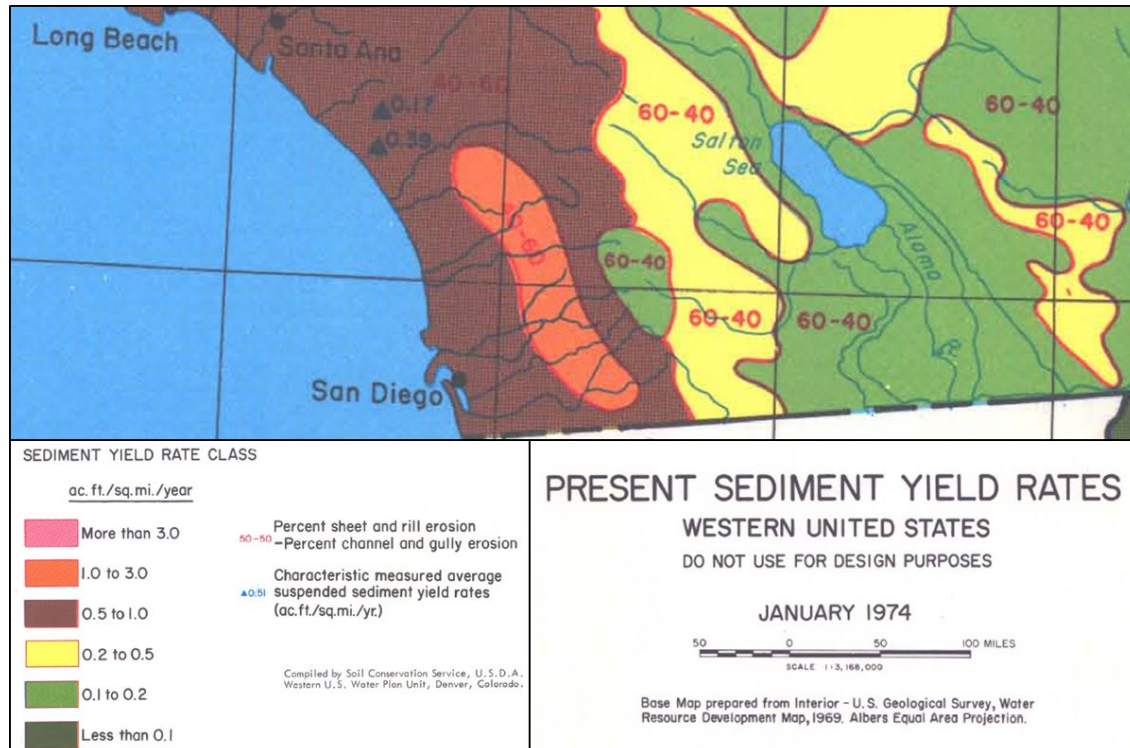 Long Beach
Santa Ana
40-60
▲0.17
▲0.39
60-40
60-40
Salton
Sea
60-40
Alamo
R.
60-40
60-40
60-40
San Diego
SEDIMENT YIELD RATE CLASS
ac. ft./sq.mi./year
More than 3.0
1.0 to 3.0
0.5 to 1.0
0.2 to 0.5
0.1 to 0.2
Less than 0.1
50-50 Percent sheet and rill erosion
-Percent channel and gully erosion
Characteristic measured average
▲0.51 suspended sediment yield rates
(ac.ft./sq.mi./yr.)
Compiled by Soil Conservation Service, U.S.D.A.
Western U.S. Water Plan Unit, Denver, Colorado.
PRESENT SEDIMENT YIELD RATES
WESTERN UNITED STATES
DO NOT USE FOR DESIGN PURPOSES
JANUARY 1974
50 0 50 100 MILES
SCALE 1:3,168,000
Base Map prepared from Interior - U.S. Geological Survey, Water
Resource Development Map, 1969. Albers Equal Area Projection.